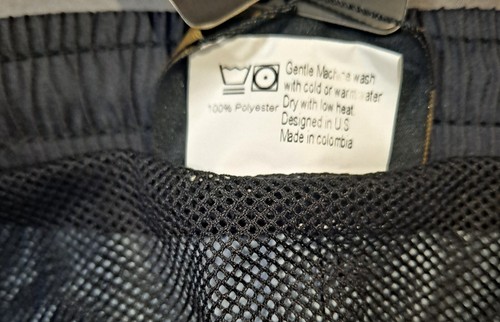 Gentle Machine wash
with cold or warm water
100% Polyester
Dry with low heat
Designed in U.S
Made in colombia